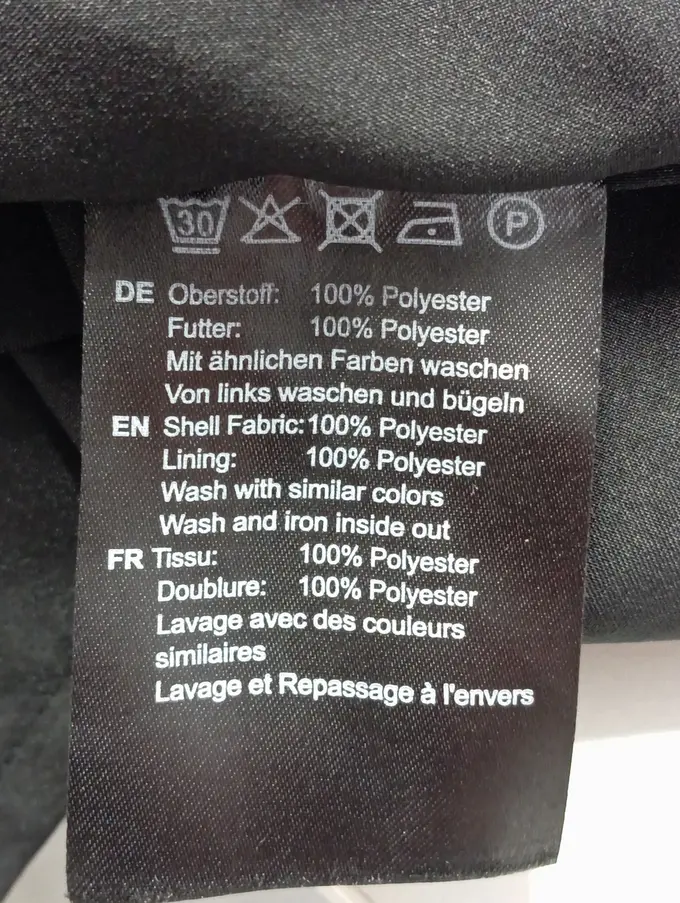 30 P
DE Oberstoff: 100% Polyester
Futter: 100% Polyester
Mit ähnlichen Farben waschen
Von links waschen und bügeln
EN Shell Fabric: 100% Polyester
Lining: 100% Polyester
Wash with similar colors
Wash and iron inside out
FR Tissu: 100% Polyester
Doublure: 100% Polyester
Lavage avec des couleurs
similaires
Lavage et Repassage à l'envers